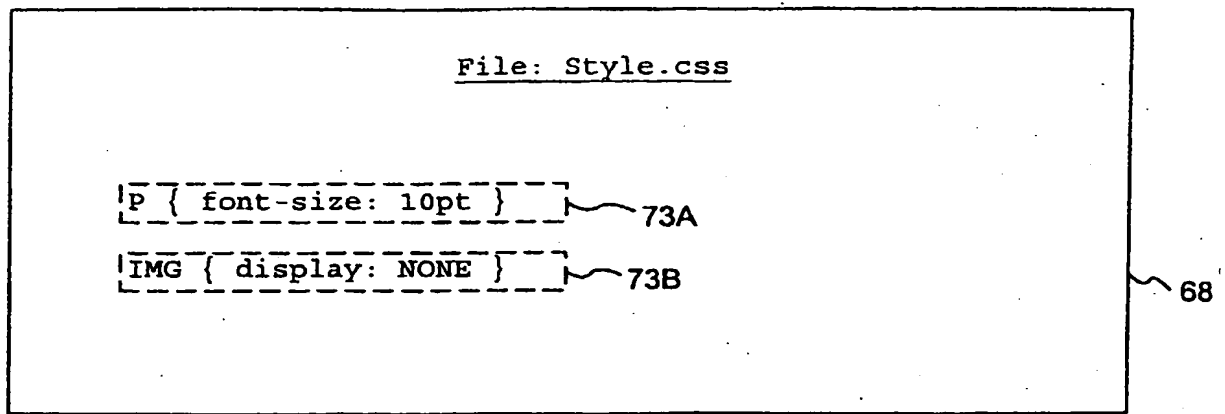 File: Style.css
P { font-size: 10pt }
73A
IMG { display: NONE }
73B
68